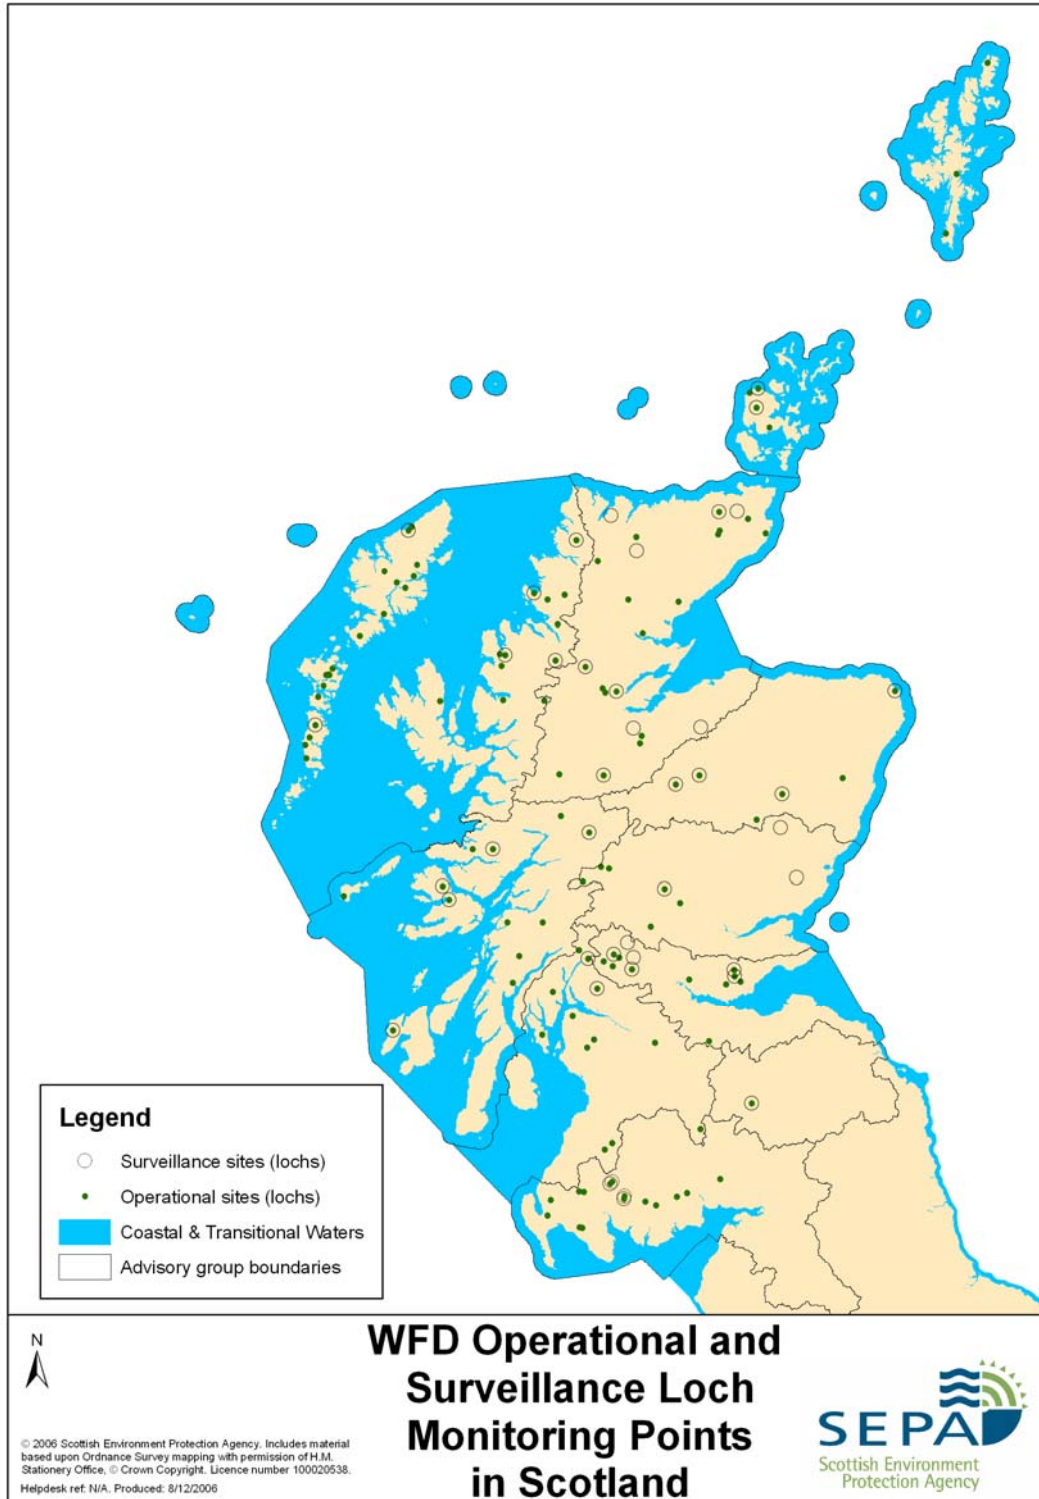 Legend
Surveillance sites (lochs)
Operational sites (lochs)
Coastal & Transitional Waters
Advisory group boundaries
N
© 2006 Scottish Environment Protection Agency. Includes material
based upon Ordnance Survey mapping with permission of H.M.
Stationery Office, © Crown Copyright. Licence number 100020538.
Helpdesk ref: N/A. Produced: 8/12/2006
WFD Operational and
Surveillance Loch
Monitoring Points
in Scotland
SEPA
Scottish Environment
Protection Agency